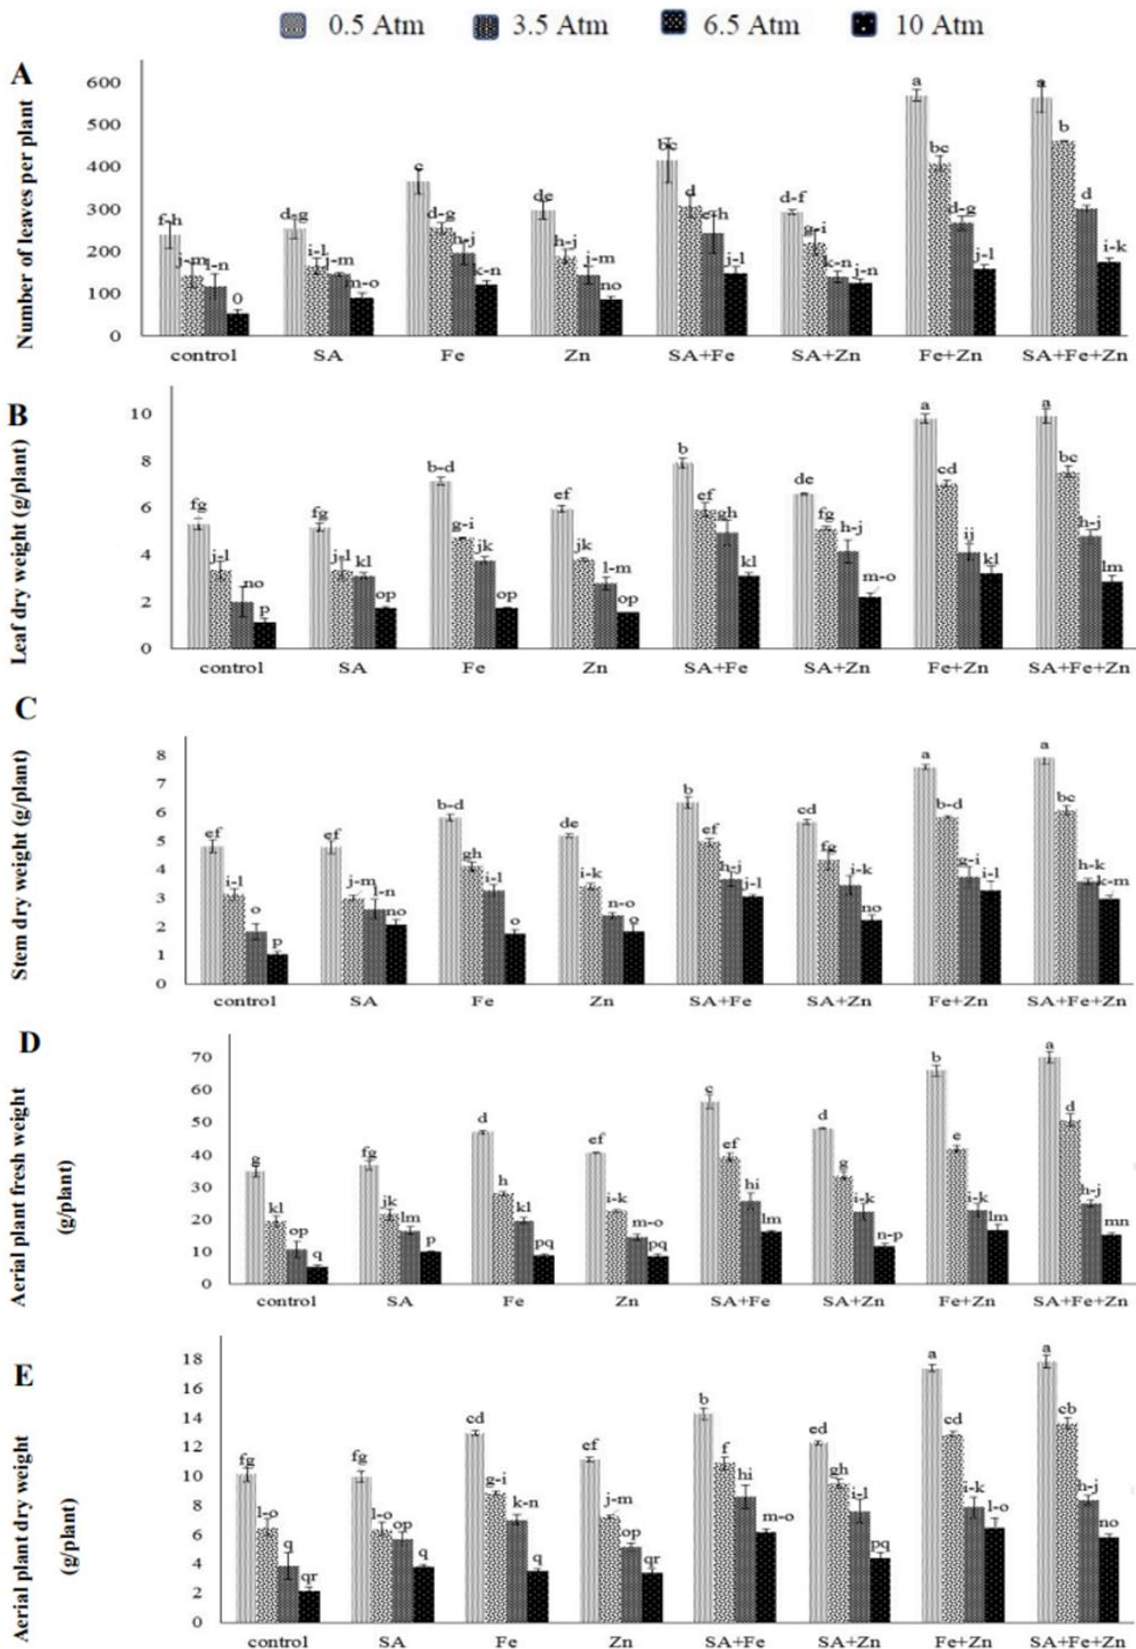 0.5 Atm 3.5 Atm 6.5 Atm 10 Atm
A
Number of leaves per plant
600
500
400
300
200
100
0
f-h j-m l-n 0
d-g i-l j-m m-o
c d-g h-j k-n
de h-j j-m no
bc d e-h j-l
d-f g-i k-n j-n
a bc d-g j-l
a b d i-k
control SA Fe Zn SA+Fe SA+Zn Fe+Zn SA+Fe+Zn
B
Leaf dry weight (g/plant)
10
8
6
4
2
0
fg j-l no p
fg j-l kl op
b-d g-i jk op
ef jk l-m op
b ef gh kl
de fg h-j m-o
a cd ij kl
a bc h-j lm
control SA Fe Zn SA+Fe SA+Zn Fe+Zn SA+Fe+Zn
C
Stem dry weight (g/plant)
8
7
6
5
4
3
2
1
0
ef i-l o p
ef j-m l-n no
b-d gh i-l o
de i-k n-o o
b ef h-j j-l
cd fg i-k no
a b-d g-i i-l
a bc h-k k-m
control SA Fe Zn SA+Fe SA+Zn Fe+Zn SA+Fe+Zn
D
Aerial plant fresh weight
(g/plant)
70
60
50
40
30
20
10
0
g kl op q
fg jk lm p
d h kl pq
ef i-k m-o pq
c ef hi lm
d g i-k n-p
b e i-k lm
a d h-j mn
control SA Fe Zn SA+Fe SA+Zn Fe+Zn SA+Fe+Zn
E
Aerial plant dry weight
(g/plant)
18
16
14
12
10
8
6
4
2
0
fg l-o q qr
fg l-o op q
cd g-i k-n q
ef j-m op qr
b f hi m-o
ed gh i-l pq
a cd i-k l-o
a cb h-j no
control SA Fe Zn SA+Fe SA+Zn Fe+Zn SA+Fe+Zn